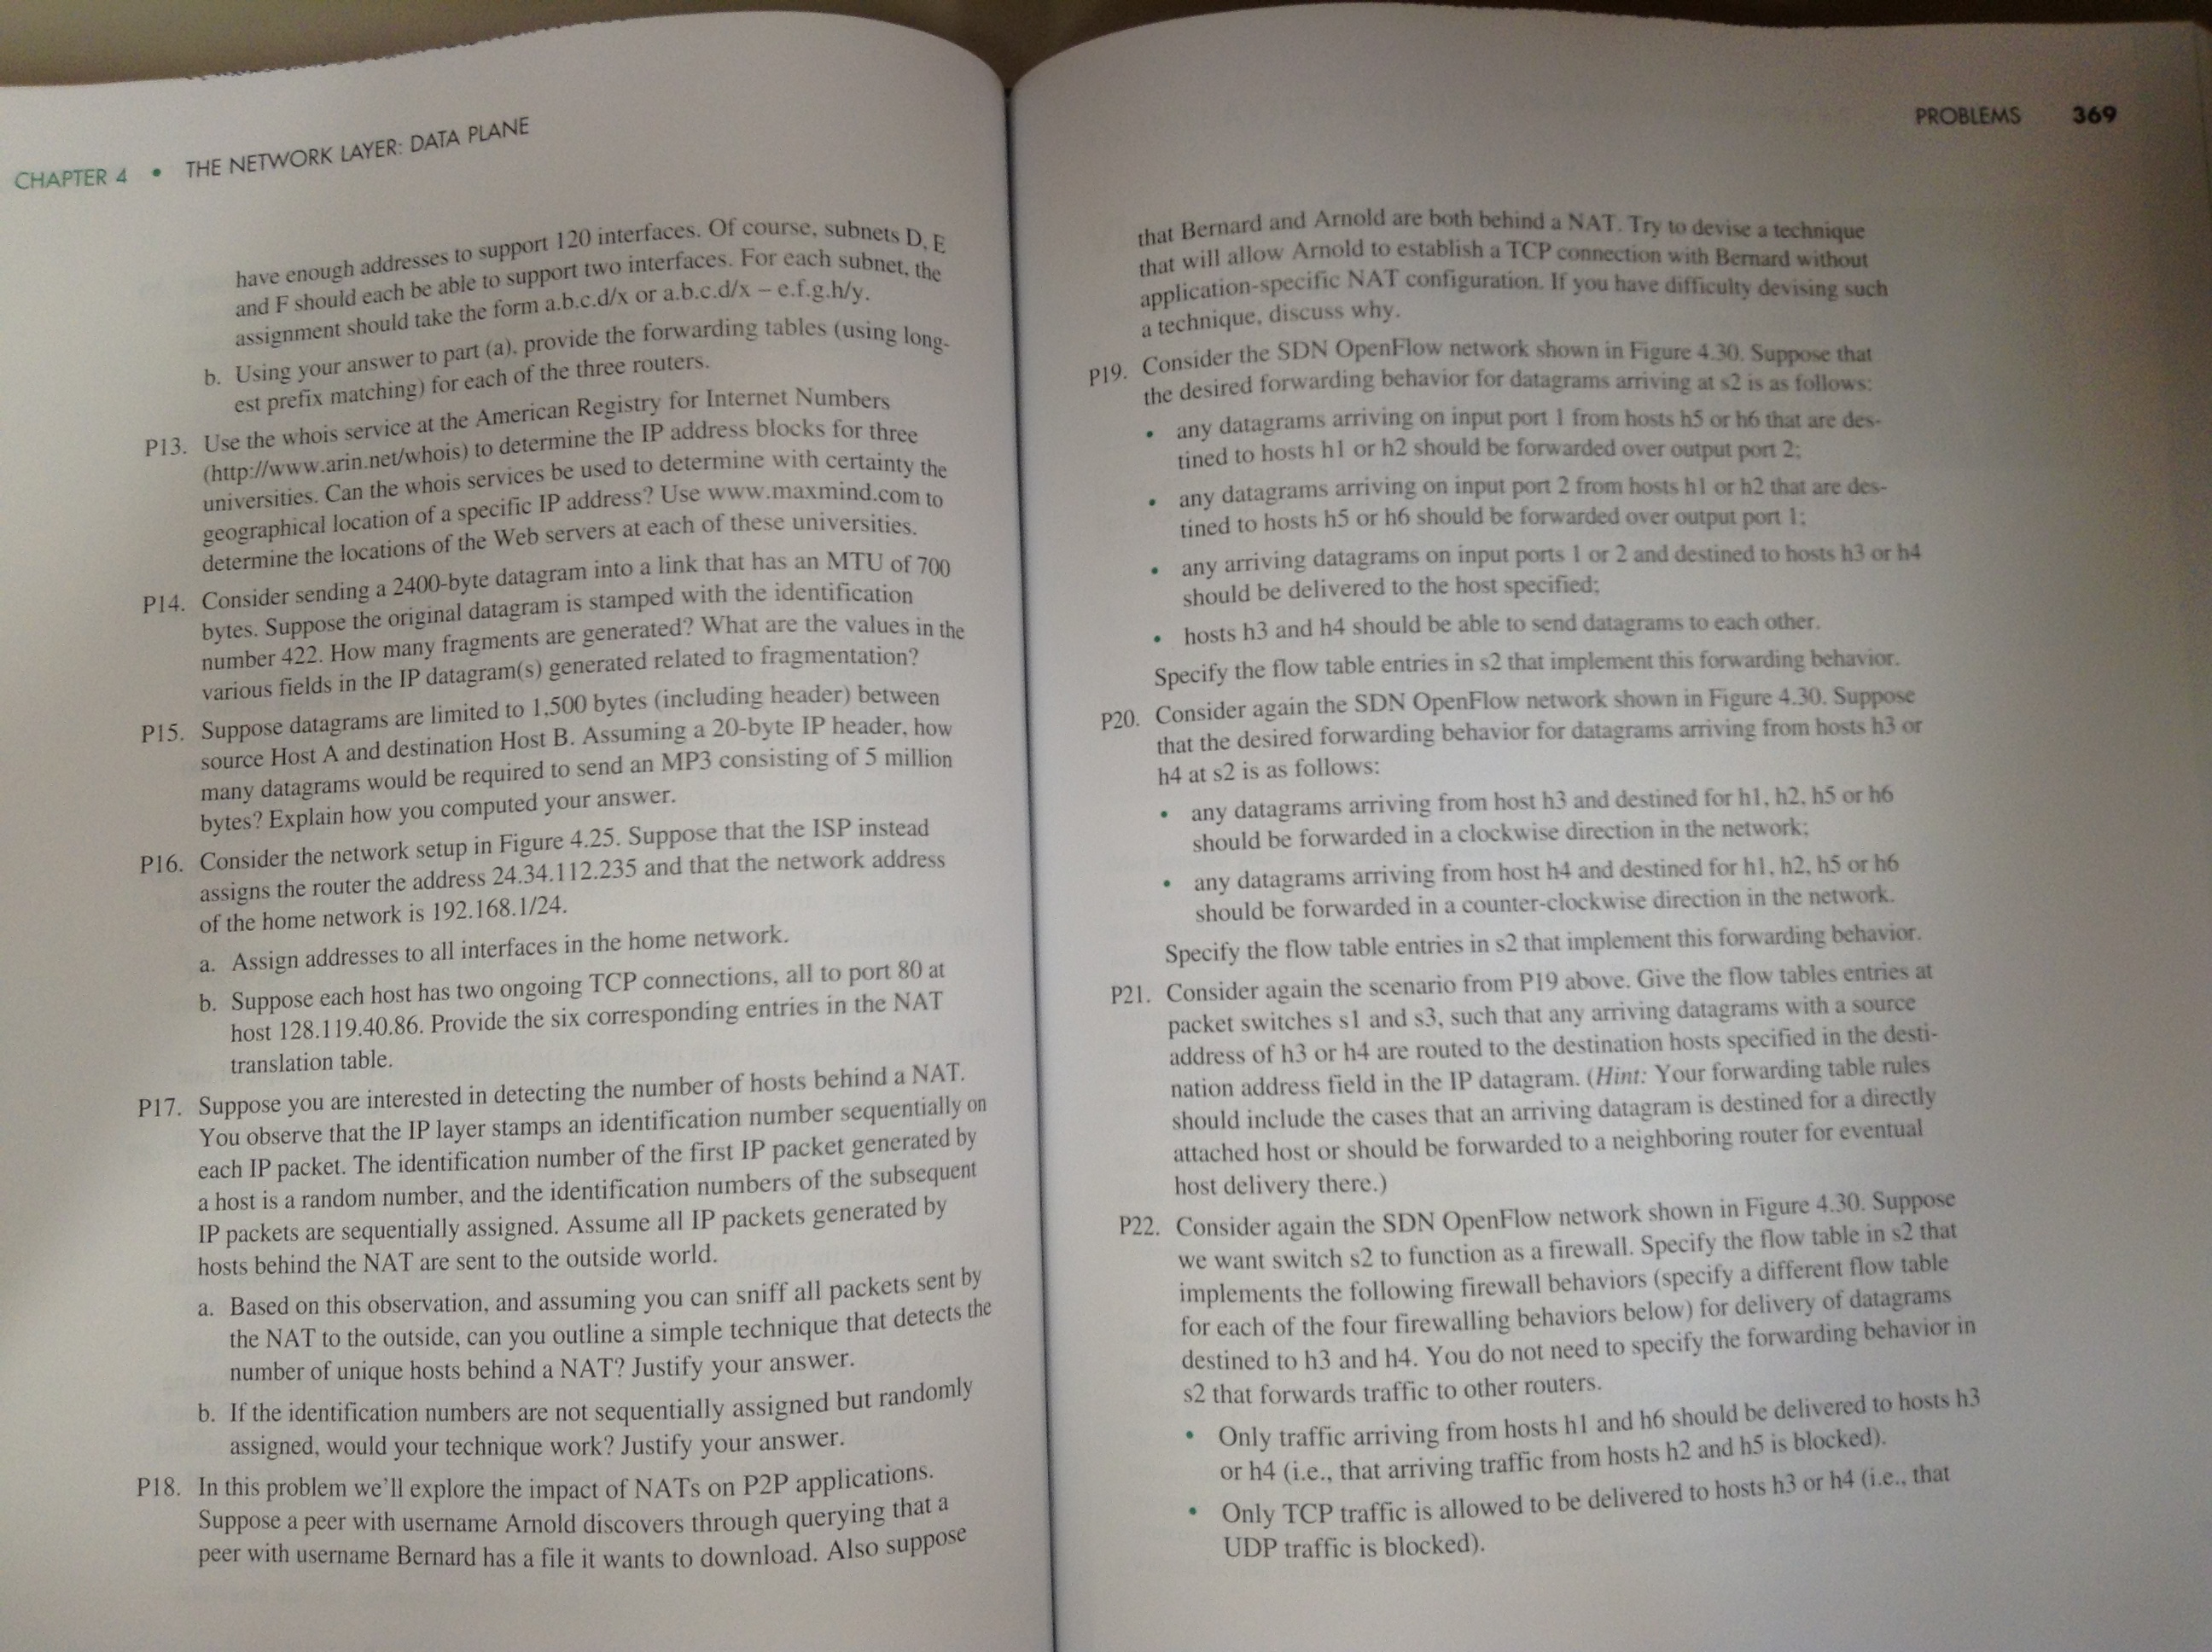 CHAPTER 4 • THE NETWORK LAYER: DATA PLANE
have enough addresses to support 120 interfaces. Of course, subnets D, E
and F should each be able to support two interfaces. For each subnet, the
assignment should take the form a.b.c.d/x or a.b.c.d/x – e.f.g.h/y.
b. Using your answer to part (a), provide the forwarding tables (using long-
est prefix matching) for each of the three routers.
P13. Use the whois service at the American Registry for Internet Numbers
(http://www.arin.net/whois) to determine the IP address blocks for three
universities. Can the whois services be used to determine with certainty the
geographical location of a specific IP address? Use www.maxmind.com to
determine the locations of the Web servers at each of these universities.
P14. Consider sending a 2400-byte datagram into a link that has an MTU of 700
bytes. Suppose the original datagram is stamped with the identification
number 422. How many fragments are generated? What are the values in the
various fields in the IP datagram(s) generated related to fragmentation?
P15. Suppose datagrams are limited to 1,500 bytes (including header) between
source Host A and destination Host B. Assuming a 20-byte IP header, how
many datagrams would be required to send an MP3 consisting of 5 million
bytes? Explain how you computed your answer.
P16. Consider the network setup in Figure 4.25. Suppose that the ISP instead
assigns the router the address 24.34.112.235 and that the network address
of the home network is 192.168.1/24.
a. Assign addresses to all interfaces in the home network.
b. Suppose each host has two ongoing TCP connections, all to port 80 at
host 128.119.40.86. Provide the six corresponding entries in the NAT
translation table.
P17. Suppose you are interested in detecting the number of hosts behind a NAT.
You observe that the IP layer stamps an identification number sequentially on
each IP packet. The identification number of the first IP packet generated by
a host is a random number, and the identification numbers of the subsequent
IP packets are sequentially assigned. Assume all IP packets generated by
hosts behind the NAT are sent to the outside world.
a. Based on this observation, and assuming you can sniff all packets sent by
the NAT to the outside, can you outline a simple technique that detects the
number of unique hosts behind a NAT? Justify your answer.
b. If the identification numbers are not sequentially assigned but randomly
assigned, would your technique work? Justify your answer.
P18. In this problem we'll explore the impact of NATs on P2P applications.
Suppose a peer with username Arnold discovers through querying that a
peer with username Bernard has a file it wants to download. Also suppose
PROBLEMS 369
that Bernard and Arnold are both behind a NAT. Try to devise a technique
that will allow Arnold to establish a TCP connection with Bernard without
application-specific NAT configuration. If you have difficulty devising such
a technique, discuss why.
P19. Consider the SDN OpenFlow network shown in Figure 4.30. Suppose that
the desired forwarding behavior for datagrams arriving at s2 is as follows:
• any datagrams arriving on input port 1 from hosts h5 or h6 that are des-
tined to hosts h1 or h2 should be forwarded over output port 2;
• any datagrams arriving on input port 2 from hosts h1 or h2 that are des-
tined to hosts h5 or h6 should be forwarded over output port 1;
• any arriving datagrams on input ports 1 or 2 and destined to hosts h3 or h4
should be delivered to the host specified;
• hosts h3 and h4 should be able to send datagrams to each other.
Specify the flow table entries in s2 that implement this forwarding behavior.
P20. Consider again the SDN OpenFlow network shown in Figure 4.30. Suppose
that the desired forwarding behavior for datagrams arriving from hosts h3 or
h4 at s2 is as follows:
• any datagrams arriving from host h3 and destined for h1, h2, h5 or h6
should be forwarded in a clockwise direction in the network;
• any datagrams arriving from host h4 and destined for h1, h2, h5 or h6
should be forwarded in a counter-clockwise direction in the network.
Specify the flow table entries in s2 that implement this forwarding behavior.
P21. Consider again the scenario from P19 above. Give the flow tables entries at
packet switches s1 and s3, such that any arriving datagrams with a source
address of h3 or h4 are routed to the destination hosts specified in the desti-
nation address field in the IP datagram. (Hint: Your forwarding table rules
should include the cases that an arriving datagram is destined for a directly
attached host or should be forwarded to a neighboring router for eventual
host delivery there.)
P22. Consider again the SDN OpenFlow network shown in Figure 4.30. Suppose
we want switch s2 to function as a firewall. Specify the flow table in s2 that
implements the following firewall behaviors (specify a different flow table
for each of the four firewalling behaviors below) for delivery of datagrams
destined to h3 and h4. You do not need to specify the forwarding behavior in
s2 that forwards traffic to other routers.
• Only traffic arriving from hosts h1 and h6 should be delivered to hosts h3
or h4 (i.e., that arriving traffic from hosts h2 and h5 is blocked).
• Only TCP traffic is allowed to be delivered to hosts h3 or h4 (i.e., that
UDP traffic is blocked).